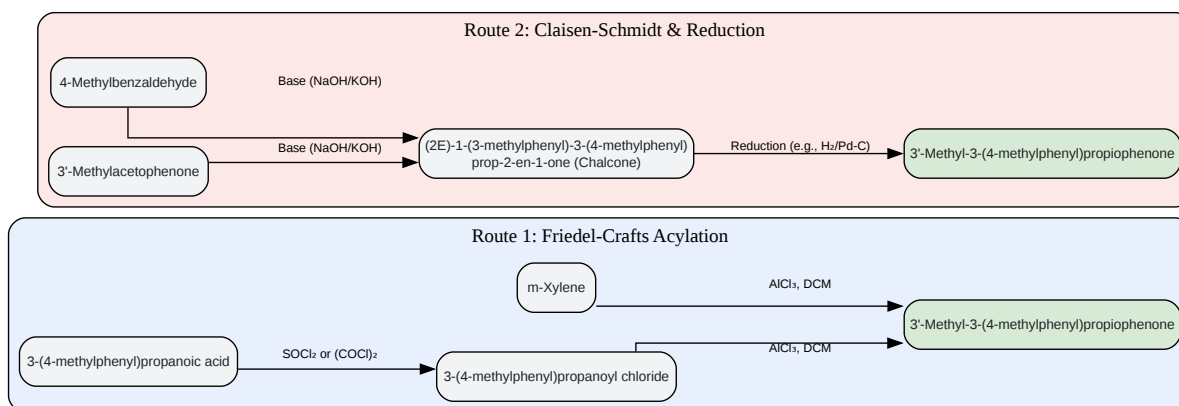 Route 2: Claisen-Schmidt & Reduction
4-Methylbenzaldehyde
Base (NaOH/KOH)
3'-Methylacetophenone
Base (NaOH/KOH)
(2E)-1-(3-methylphenyl)-3-(4-methylphenyl)
prop-2-en-1-one (Chalcone)
Reduction (e.g., H₂/Pd-C)
3'-Methyl-3-(4-methylphenyl)propiophenone
Route 1: Friedel-Crafts Acylation
m-Xylene
AlCl₃, DCM
3'-Methyl-3-(4-methylphenyl)propiophenone
3-(4-methylphenyl)propanoic acid
SOCl₂ or (COCl)₂
3-(4-methylphenyl)propanoyl chloride
AlCl₃, DCM